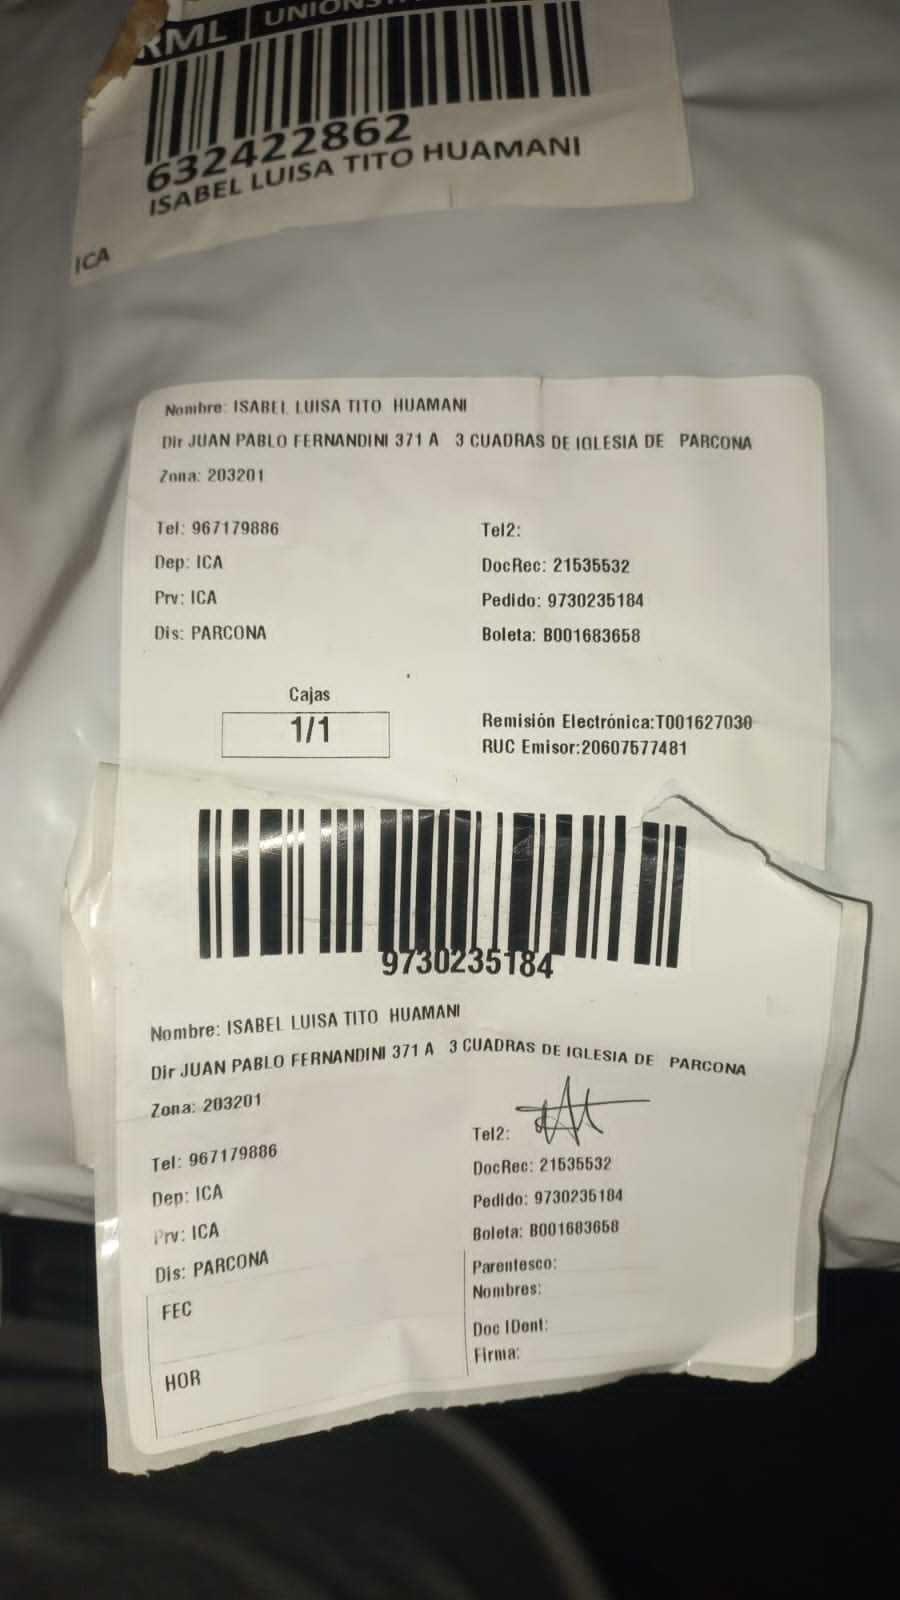 RML UNIONST
632422862
ISABEL LUISA TITO HUAMANI
ICA
Nombre: ISABEL LUISA TITO HUAMANI
Dir JUAN PABLO FERNANDINI 371 A 3 CUADRAS DE IGLESIA DE PARCONA
Zona: 203201
Tel: 967179886 Tel2:
Dep: ICA DocRec: 21535532
Prv: ICA Pedido: 9730235184
Dis: PARCONA Boleta: B001683658
Cajas
1/1
Remisión Electrónica:T001627030
RUC Emisor:20607577481
9730235184
Nombre: ISABEL LUISA TITO HUAMANI
Dir JUAN PABLO FERNANDINI 371 A 3 CUADRAS DE IGLESIA DE PARCONA
Zona: 203201
Tel: 967179886 Tel2:
Dep: ICA DocRec: 21535532
Prv: ICA Pedido: 9730235184
Dis: PARCONA Boleta: B001683658
FEC Parentesco:
Nombres:
Doc IDent:
HOR Firma: